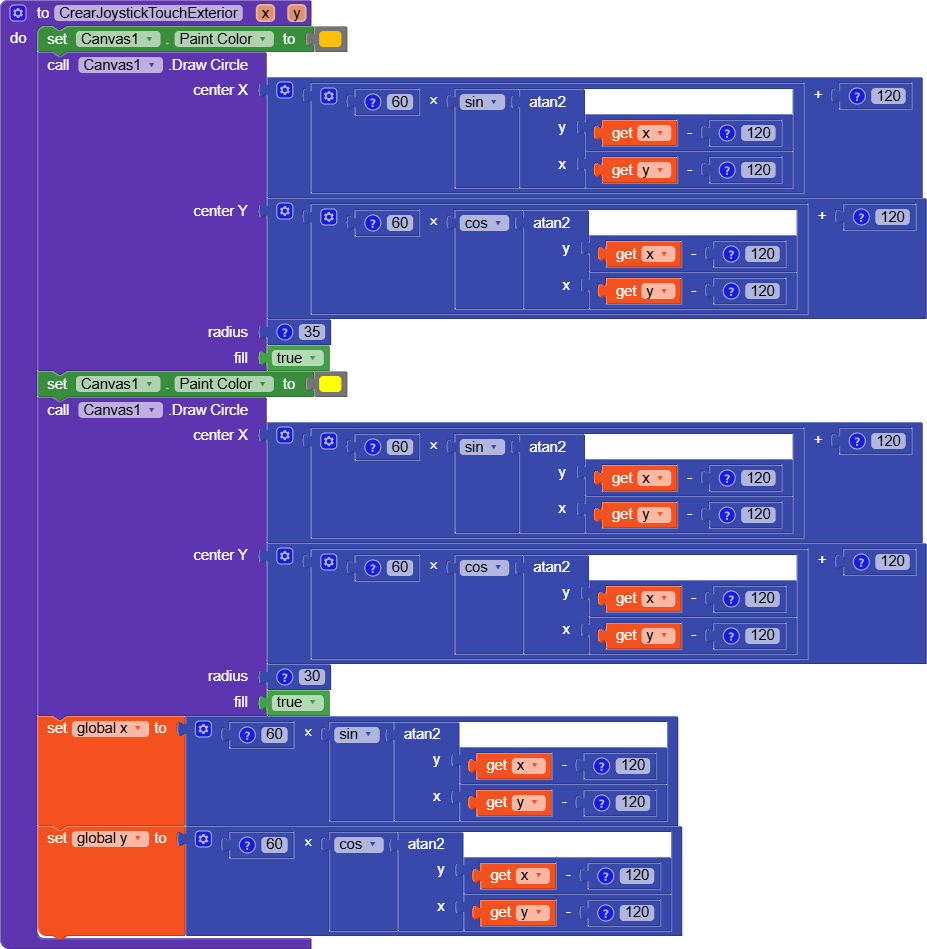 to CrearJoystickTouchExterior x y
do set Canvas1 . Paint Color to
call Canvas1 .Draw Circle
center X ? 60 × sin atan2 + ? 120
y get x - ? 120
x get y - ? 120
center Y ? 60 × cos atan2 + ? 120
y get x - ? 120
x get y - ? 120
radius ? 35
fill true
set Canvas1 . Paint Color to
call Canvas1 .Draw Circle
center X ? 60 × sin atan2 + ? 120
y get x - ? 120
x get y - ? 120
center Y ? 60 × cos atan2 + ? 120
y get x - ? 120
x get y - ? 120
radius ? 30
fill true
set global x to ? 60 × sin atan2
y get x - ? 120
x get y - ? 120
set global y to ? 60 × cos atan2
y get x - ? 120
x get y - ? 120